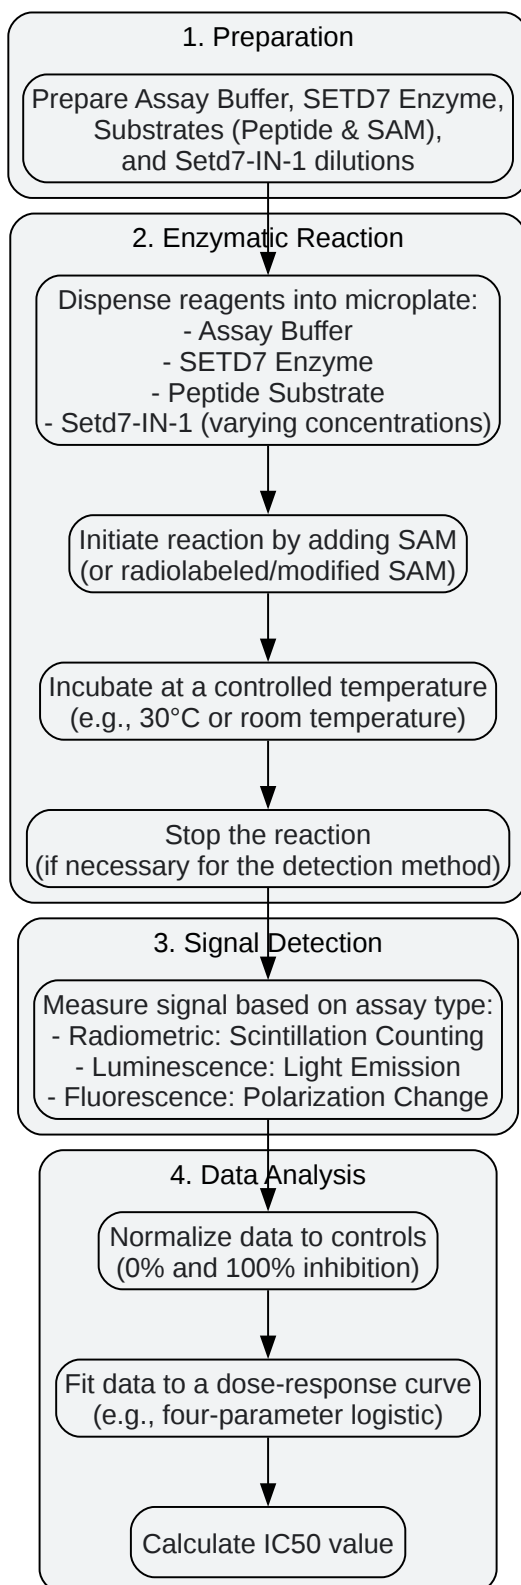 1. Preparation
Prepare Assay Buffer, SETD7 Enzyme,
Substrates (Peptide & SAM),
and Setd7-IN-1 dilutions
2. Enzymatic Reaction
Dispense reagents into microplate:
- Assay Buffer
- SETD7 Enzyme
- Peptide Substrate
- Setd7-IN-1 (varying concentrations)
Initiate reaction by adding SAM
(or radiolabeled/modified SAM)
Incubate at a controlled temperature
(e.g., 30°C or room temperature)
Stop the reaction
(if necessary for the detection method)
3. Signal Detection
Measure signal based on assay type:
- Radiometric: Scintillation Counting
- Luminescence: Light Emission
- Fluorescence: Polarization Change
4. Data Analysis
Normalize data to controls
(0% and 100% inhibition)
Fit data to a dose-response curve
(e.g., four-parameter logistic)
Calculate IC50 value